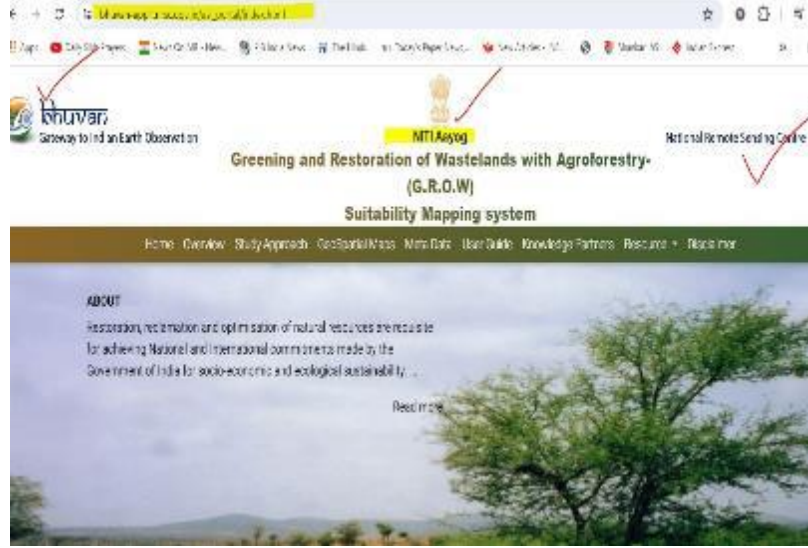 bhuvan
Gateway to Indian Earth Observation
NITI Aayog
National Remote Sensing Centre
Greening and Restoration of Wastelands with Agroforestry-
(G.R.O.W)
Suitability Mapping system
Home Overview Study Approach GeoSpatial Maps Meta Data User Guide Knowledge Partners Resource Disclaimer
ABOUT
Restoration, reclamation and optimisation of natural resources are requisite
for achieving National and International commitments made by the
Government of India for socio-economic and ecological sustainability. ...
Read more